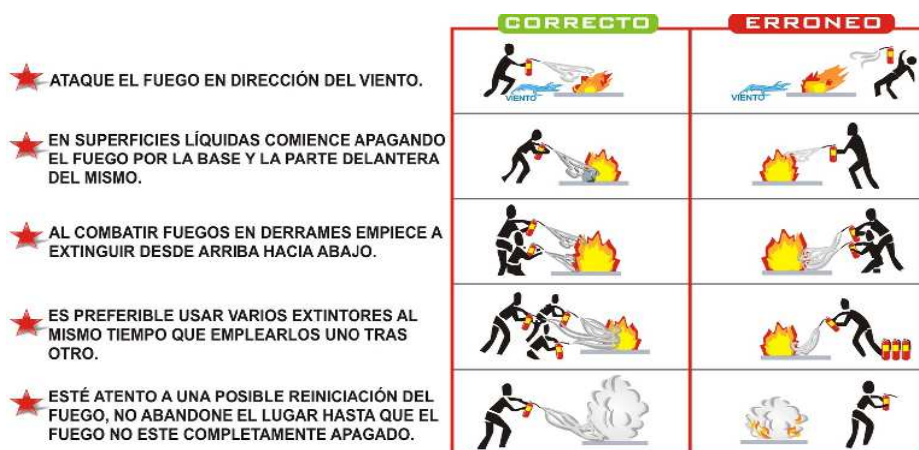 CORRECTO
ERRONEO
ATAQUE EL FUEGO EN DIRECCIÓN DEL VIENTO.
VIENTO
VIENTO
EN SUPERFICIES LÍQUIDAS COMIENCE APAGANDO
EL FUEGO POR LA BASE Y LA PARTE DELANTERA
DEL MISMO.
AL COMBATIR FUEGOS EN DERRAMES EMPIECE A
EXTINGUIR DESDE ARRIBA HACIA ABAJO.
ES PREFERIBLE USAR VARIOS EXTINTORES AL
MISMO TIEMPO QUE EMPLEARLOS UNO TRAS
OTRO.
ESTÉ ATENTO A UNA POSIBLE REINICIACIÓN DEL
FUEGO, NO ABANDONE EL LUGAR HASTA QUE EL
FUEGO NO ESTE COMPLETAMENTE APAGADO.